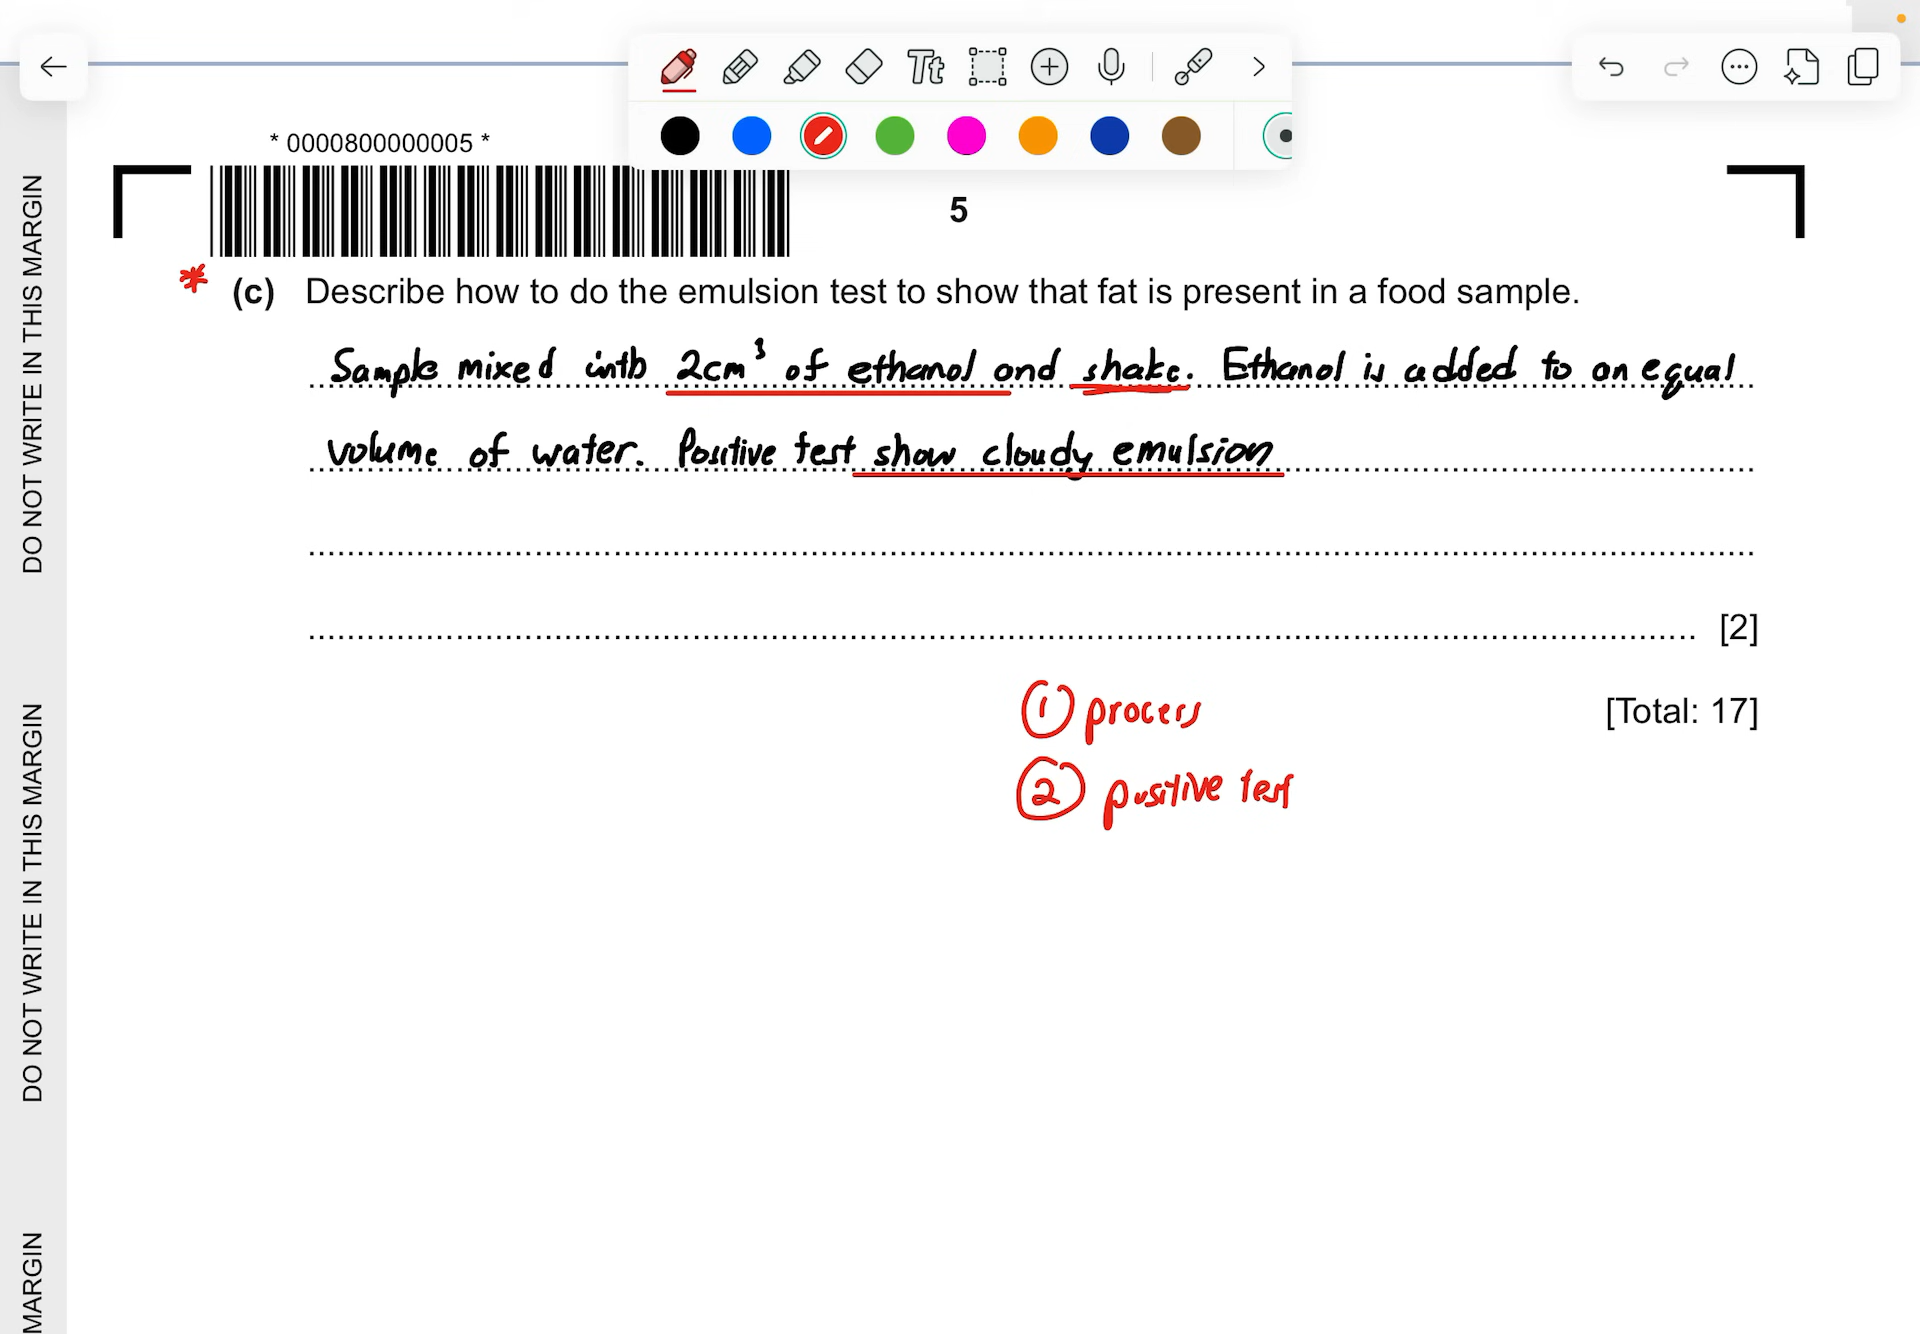 * 0000800000005 *
5
* (c) Describe how to do the emulsion test to show that fat is present in a food sample.
Sample mixed into 2cm³ of ethanol and shake. Ethanol is added to an equal
volume of water. Positive test show cloudy emulsion
[2]
① process
[Total: 17]
② positive test
DO NOT WRITE IN THIS MARGIN
DO NOT WRITE IN THIS MARGIN
MARGIN
Tt